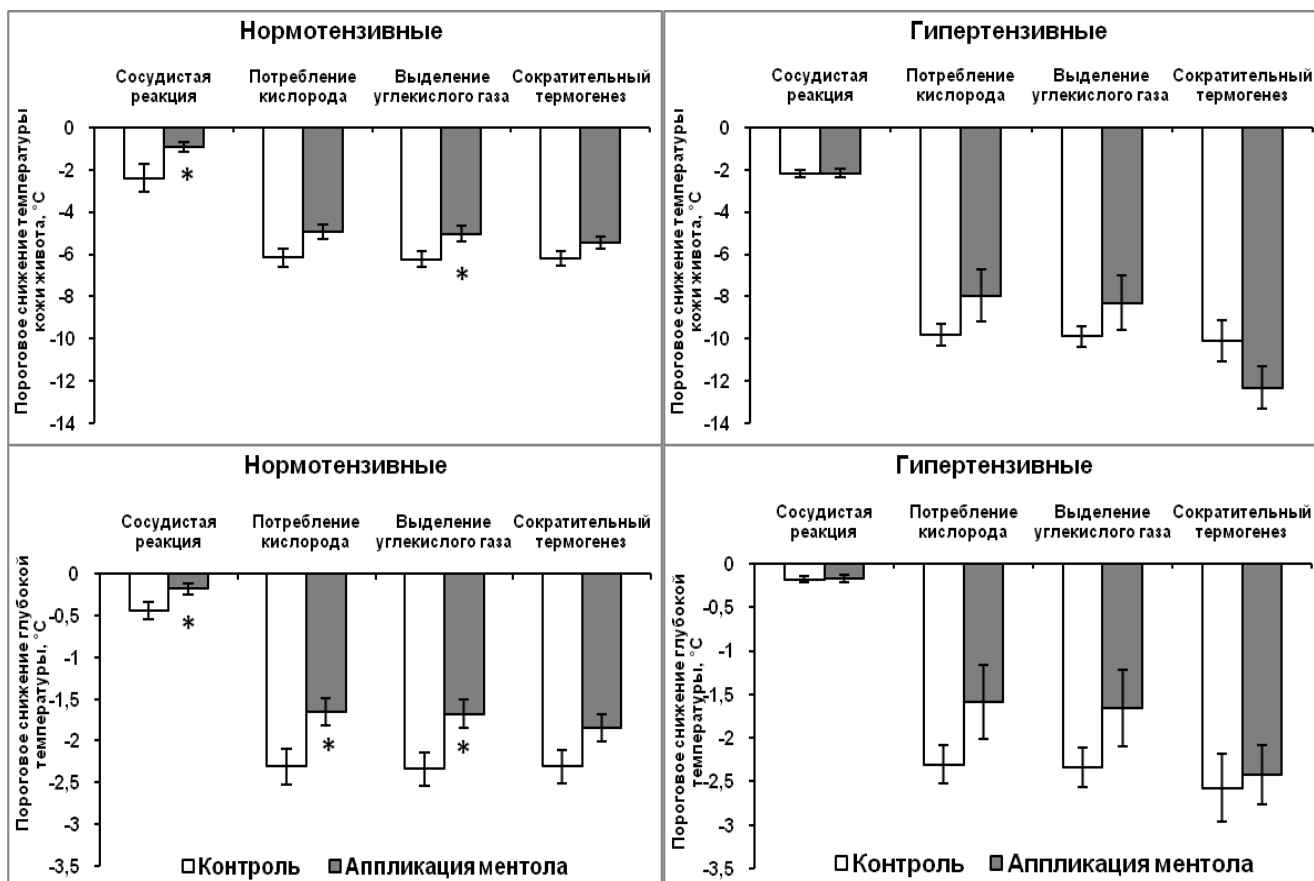 Нормотензивные
Сосудистая реакция
Потребление кислорода
Выделение углекислого газа
Сократительный термогенез
Пороговое снижение температуры
кожи живота, °С
0
-2
-4
-6
-8
-10
-12
-14
*
*
Гипертензивные
Сосудистая реакция
Потребление кислорода
Выделение углекислого газа
Сократительный термогенез
Пороговое снижение температуры
кожи живота, °С
0
-2
-4
-6
-8
-10
-12
-14
Нормотензивные
Сосудистая реакция
Потребление кислорода
Выделение углекислого газа
Сократительный термогенез
Пороговое снижение глубокой
температуры, °С
0
-0,5
-1
-1,5
-2
-2,5
-3
-3,5
*
*
*
Контроль
Аппликация ментола
Гипертензивные
Сосудистая реакция
Потребление кислорода
Выделение углекислого газа
Сократительный термогенез
Пороговое снижение глубокой
температуры, °С
0
-0,5
-1
-1,5
-2
-2,5
-3
-3,5
Контроль
Аппликация ментола